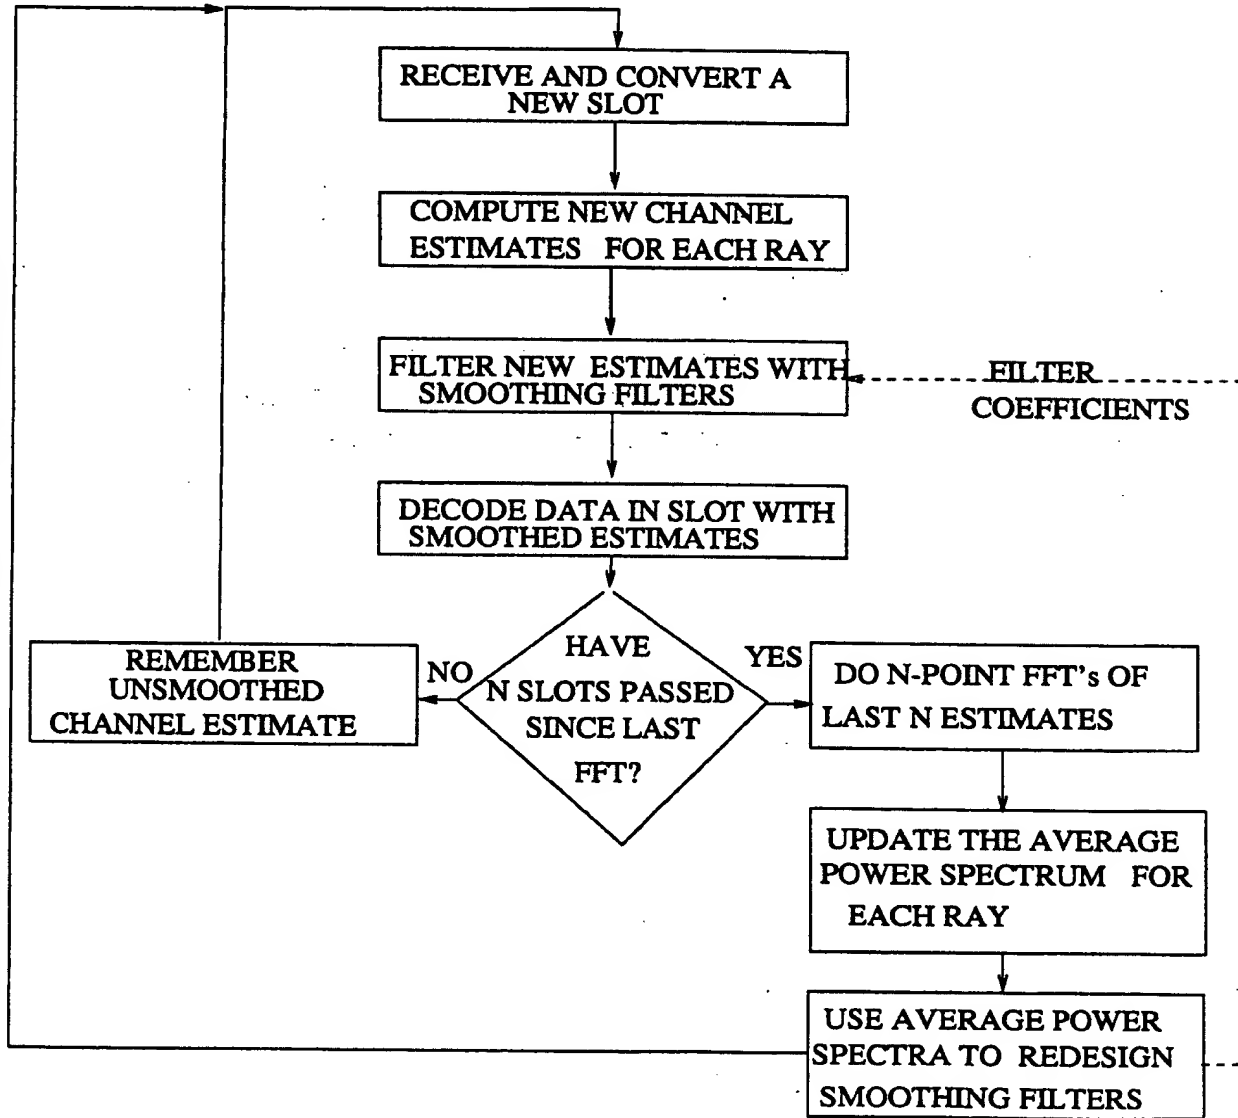 RECEIVE AND CONVERT A
NEW SLOT
COMPUTE NEW CHANNEL
ESTIMATES FOR EACH RAY
FILTER NEW ESTIMATES WITH
SMOOTHING FILTERS
FILTER
COEFFICIENTS
DECODE DATA IN SLOT WITH
SMOOTHED ESTIMATES
HAVE
N SLOTS PASSED
SINCE LAST
FFT?
NO
YES
REMEMBER
UNSMOOTHED
CHANNEL ESTIMATE
DO N-POINT FFT's OF
LAST N ESTIMATES
UPDATE THE AVERAGE
POWER SPECTRUM FOR
EACH RAY
USE AVERAGE POWER
SPECTRA TO REDESIGN
SMOOTHING FILTERS